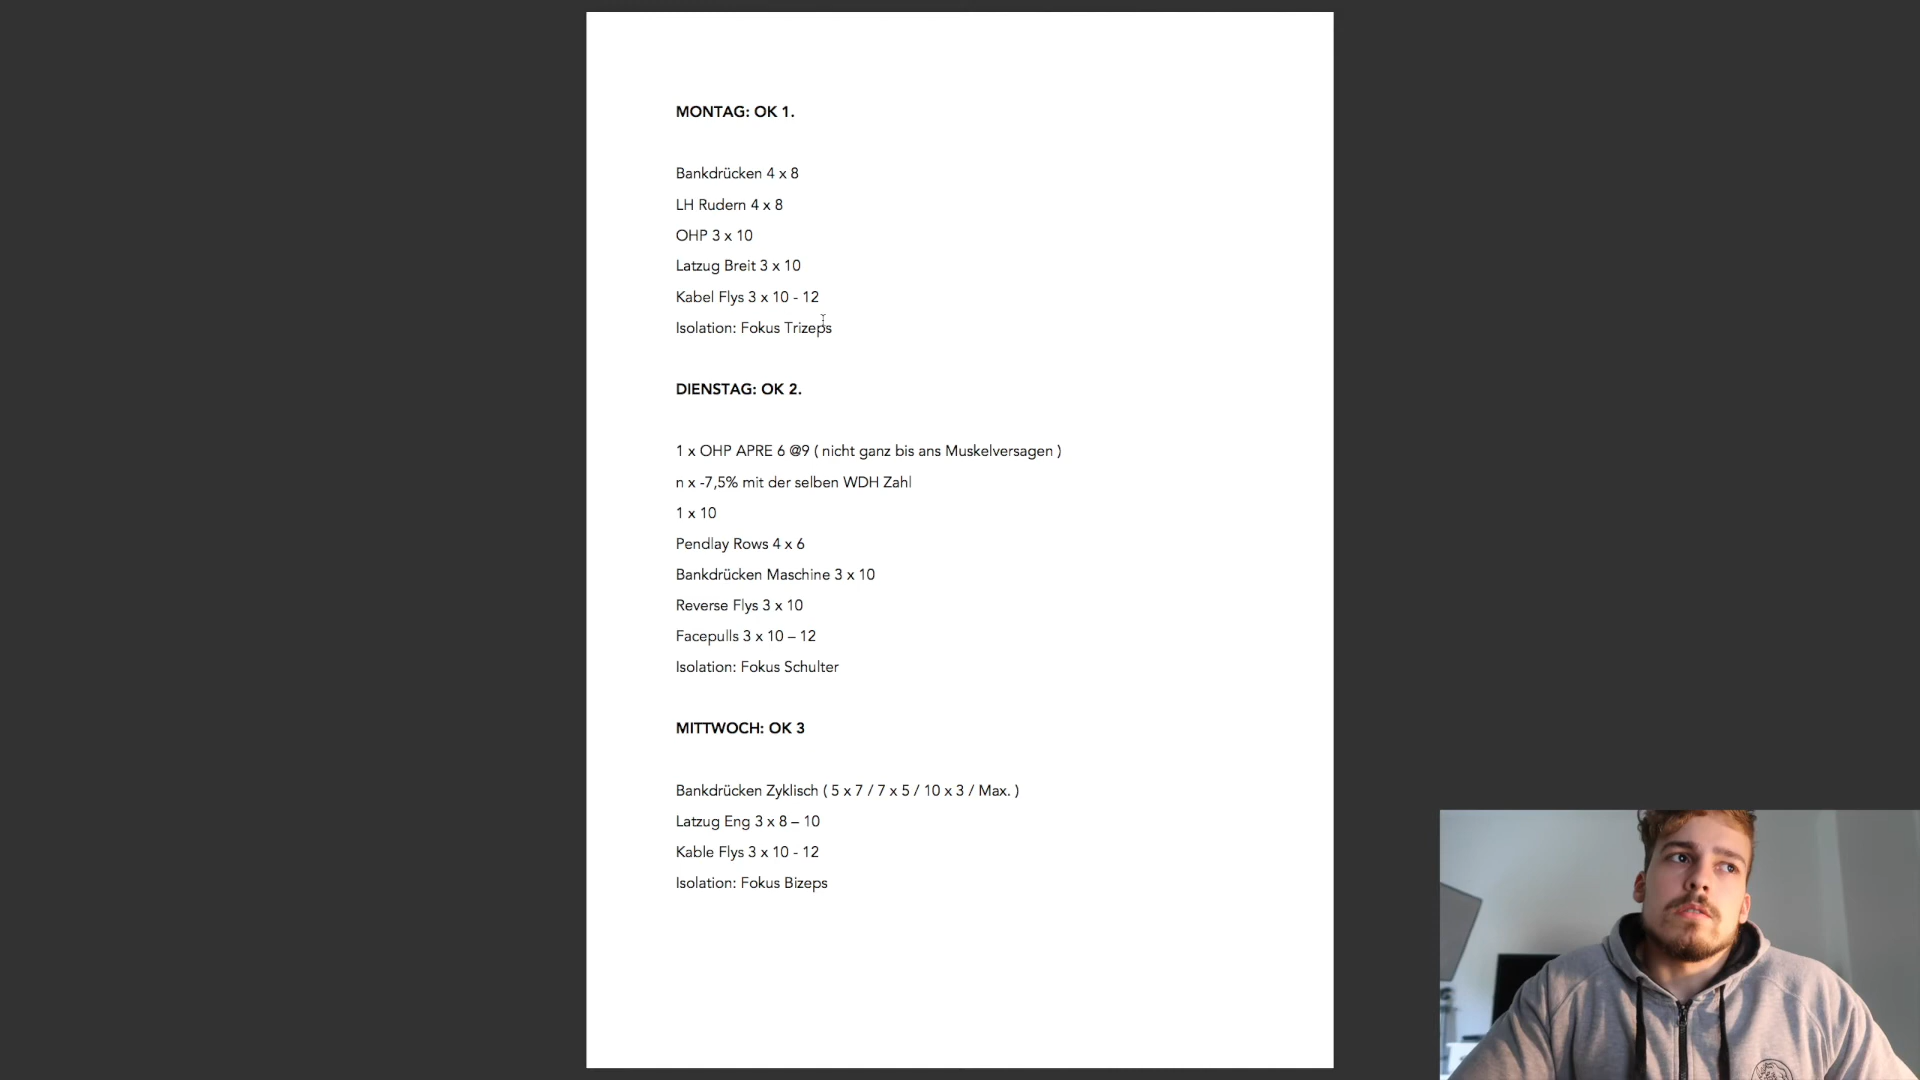 MONTAG: OK 1.
Bankdrücken 4 x 8
LH Rudern 4 x 8
OHP 3 x 10
Latzug Breit 3 x 10
Kabel Flys 3 x 10 - 12
Isolation: Fokus Trizeps
DIENSTAG: OK 2.
1 x OHP APRE 6 @9 ( nicht ganz bis ans Muskelversagen )
n x -7,5% mit der selben WDH Zahl
1 x 10
Pendlay Rows 4 x 6
Bankdrücken Maschine 3 x 10
Reverse Flys 3 x 10
Facepulls 3 x 10 – 12
Isolation: Fokus Schulter
MITTWOCH: OK 3
Bankdrücken Zyklisch ( 5 x 7 / 7 x 5 / 10 x 3 / Max. )
Latzug Eng 3 x 8 – 10
Kable Flys 3 x 10 - 12
Isolation: Fokus Bizeps